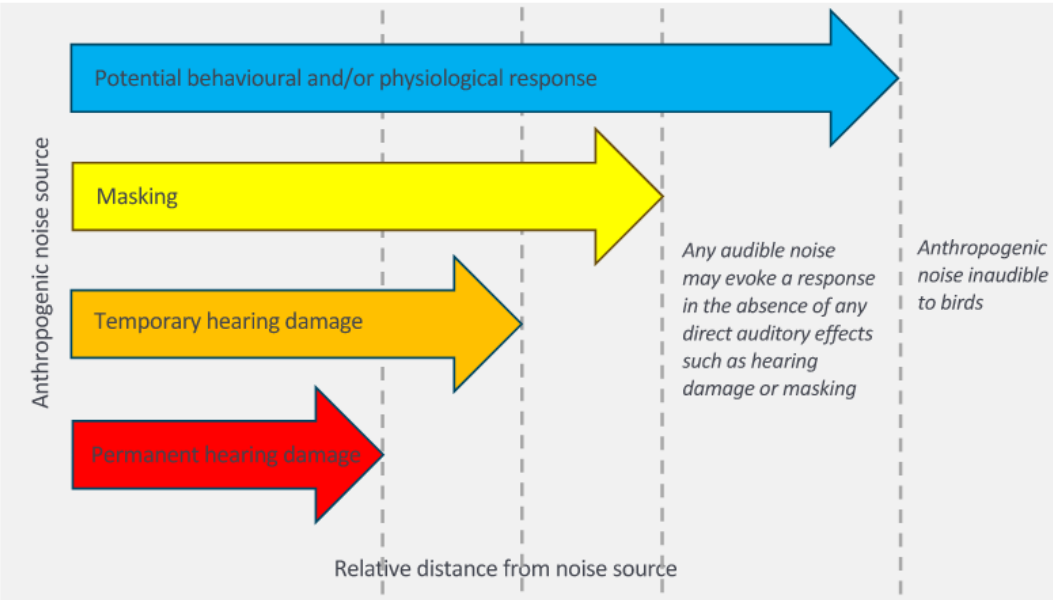 Potential behavioural and/or physiological response
Anthropogenic noise source
Masking
Any audible noise
may evoke a response
in the absence of any
direct auditory effects
such as hearing
damage or masking
Anthropogenic
noise inaudible
to birds
Temporary hearing damage
Permanent hearing damage
Relative distance from noise source